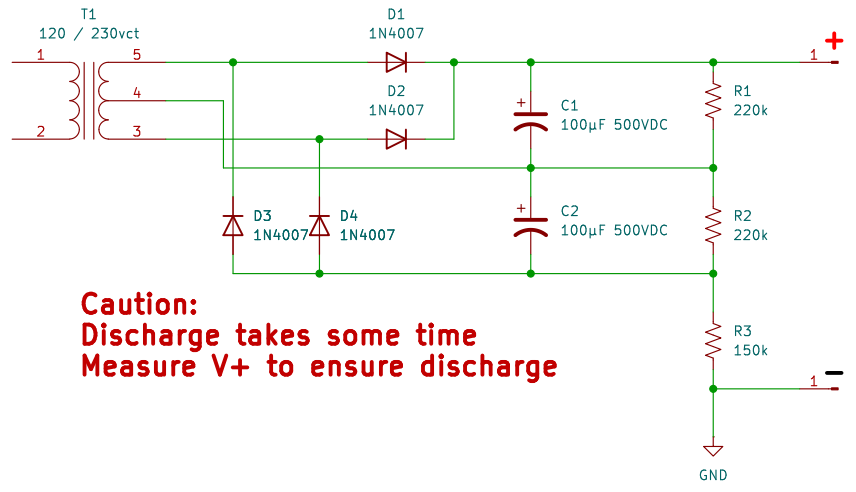 T1
120 / 230vct
1
2
5
4
3
D1
1N4007
D2
1N4007
D3
1N4007
D4
1N4007
+
C1
100µF 500VDC
+
C2
100µF 500VDC
+
1
R1
220k
R2
220k
R3
150k
1
−
GND
Caution:
Discharge takes some time
Measure V+ to ensure discharge